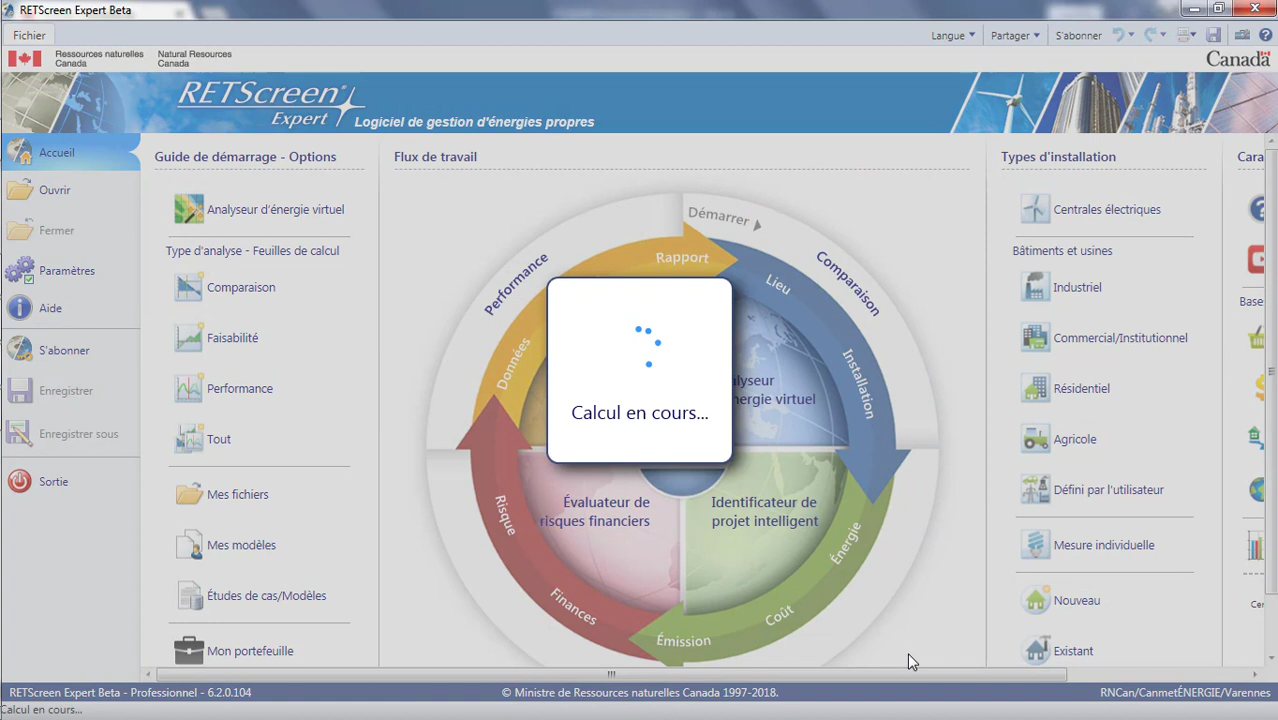 RETScreen Expert Beta
Fichier
Langue
Partager
S'abonner
Ressources naturelles
Canada
Natural Resources
Canada
Canada
RETScreen®
Expert
Logiciel de gestion d'énergies propres
Accueil
Ouvrir
Fermer
Paramètres
Aide
S'abonner
Enregistrer
Enregistrer sous
Sortie
Guide de démarrage - Options
Analyseur d'énergie virtuel
Type d'analyse - Feuilles de calcul
Comparaison
Faisabilité
Performance
Tout
Mes fichiers
Mes modèles
Études de cas/Modèles
Mon portefeuille
Flux de travail
Démarrer
Performance
Comparaison
Rapport
Lieu
Données
Installation
alyseur
nergie virtuel
Calcul en cours...
Évaluateur de
risques financiers
Identificateur de
projet intelligent
Risque
Énergie
Finances
Coût
Émission
Types d'installation
Centrales électriques
Bâtiments et usines
Industriel
Commercial/Institutionnel
Résidentiel
Agricole
Défini par l'utilisateur
Mesure individuelle
Nouveau
Existant
Cara
Base
Cer
RETScreen Expert Beta - Professionnel - 6.2.0.104
© Ministre de Ressources naturelles Canada 1997-2018.
RNCan/CanmetÉNERGIE/Varennes
Calcul en cours...